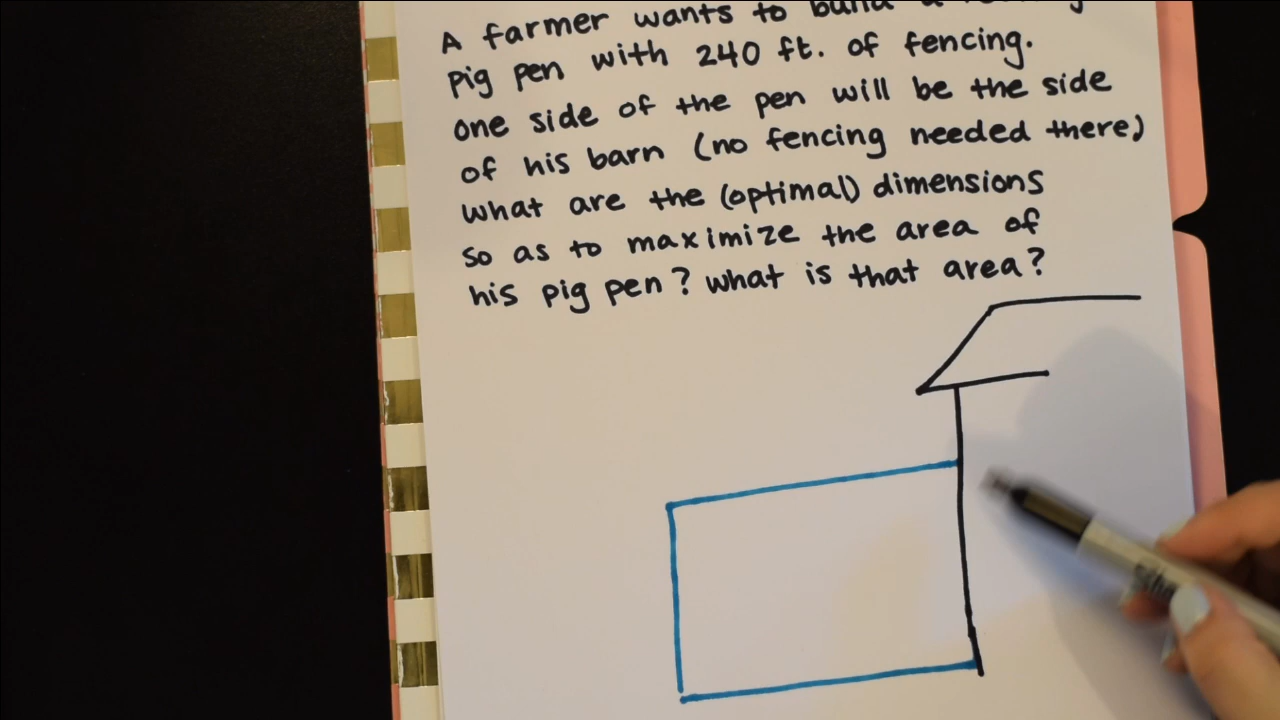 A farmer wants to build a
pig pen with 240 ft. of fencing.
one side of the pen will be the side
of his barn (no fencing needed there)
what are the (optimal) dimensions
so as to maximize the area of
his pig pen? what is that area?